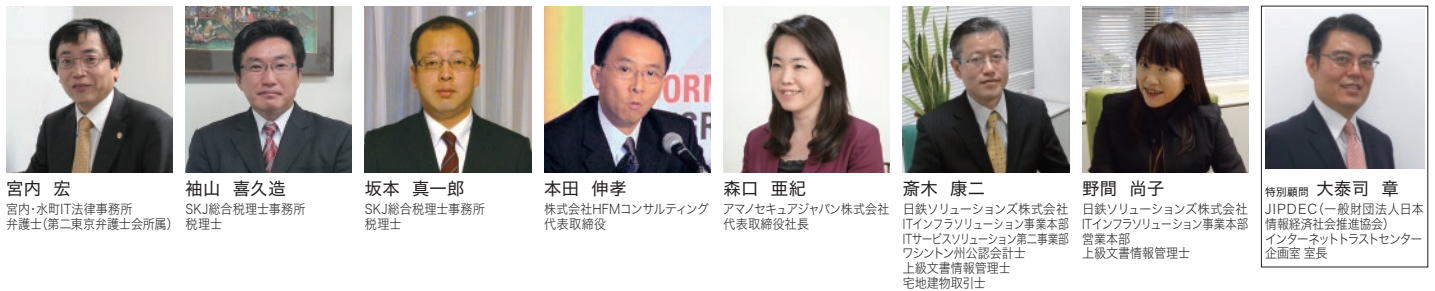 宮内 宏
宮内・水町IT法律事務所
弁護士(第二東京弁護士会所属)
袖山 喜久造
SKJ総合税理士事務所
税理士
坂本 真一郎
SKJ総合税理士事務所
税理士
ORM
GR
本田 伸孝
株式会社HFMコンサルティング
代表取締役
森口 亜紀
アマノセキュアジャパン株式会社
代表取締役社長
斎木 康二
日鉄ソリューションズ株式会社
ITインフラソリューション事業本部
ITサービスソリューション第二事業部
ワシントン州公認会計士
上級文書情報管理士
宅地建物取引士
野間 尚子
日鉄ソリューションズ株式会社
ITインフラソリューション事業本部
営業本部
上級文書情報管理士
特別顧問 大泰司 章
JIPDEC(一般財団法人日本
情報経済社会推進協会)
インターネットトラストセンター
企画室 室長